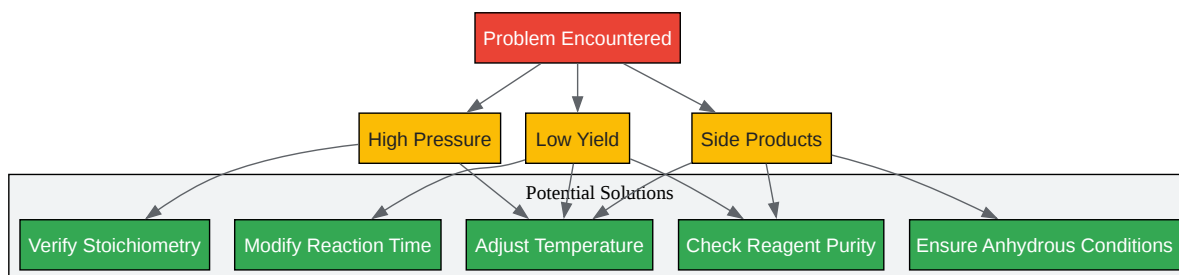 Problem Encountered
High Pressure
Low Yield
Side Products
Potential Solutions
Verify Stoichiometry
Modify Reaction Time
Adjust Temperature
Check Reagent Purity
Ensure Anhydrous Conditions